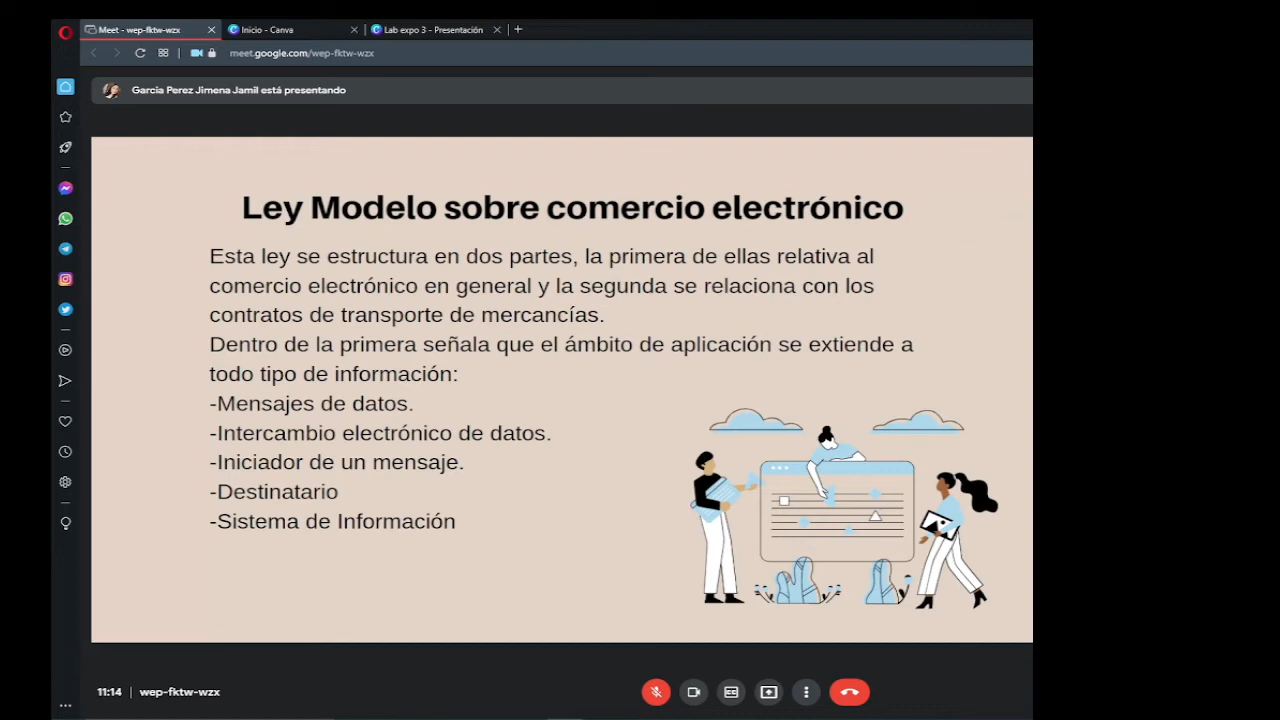 Meet - wep-fktw-wzx
Inicio - Canva
Lab expo 3 - Presentación
meet.google.com/wep-fktw-wzx
Garcia Perez Jimena Jamil está presentando
Ley Modelo sobre comercio electrónico
Esta ley se estructura en dos partes, la primera de ellas relativa al
comercio electrónico en general y la segunda se relaciona con los
contratos de transporte de mercancías.
Dentro de la primera señala que el ámbito de aplicación se extiende a
todo tipo de información:
-Mensajes de datos.
-Intercambio electrónico de datos.
-Iniciador de un mensaje.
-Destinatario
-Sistema de Información
11:14 | wep-fktw-wzx